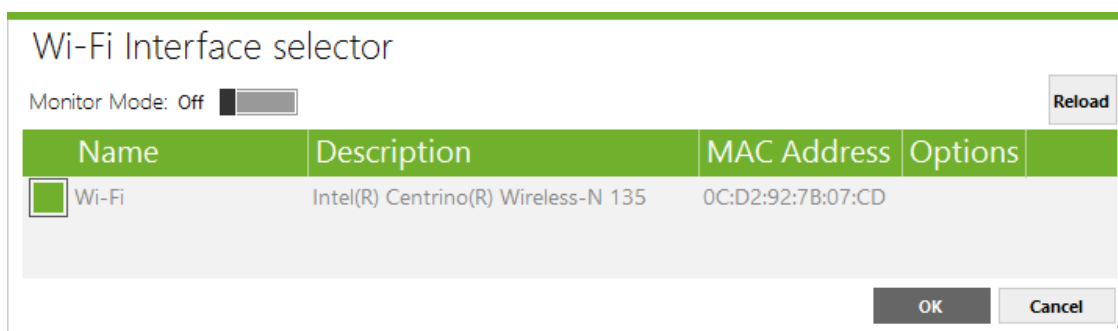 Wi-Fi Interface selector
Monitor Mode: Off
Reload
Name Description MAC Address Options
Wi-Fi Intel(R) Centrino(R) Wireless-N 135 0C:D2:92:7B:07:CD
OK Cancel